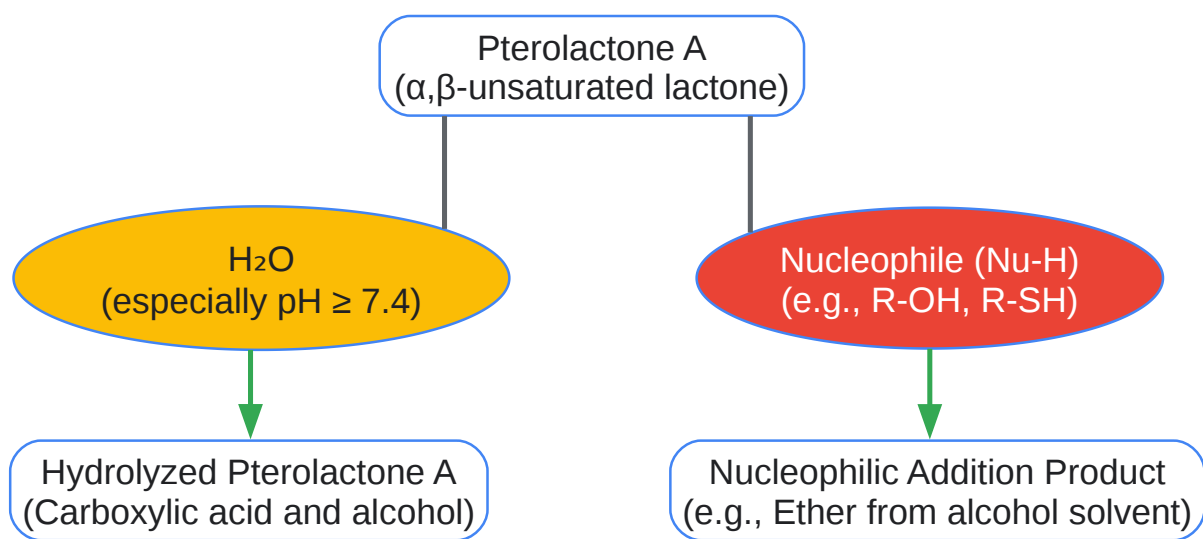 Pterolactone A
(α,β-unsaturated lactone)
H₂O
(especially pH ≥ 7.4)
Nucleophile (Nu-H)
(e.g., R-OH, R-SH)
Hydrolyzed Pterolactone A
(Carboxylic acid and alcohol)
Nucleophilic Addition Product
(e.g., Ether from alcohol solvent)